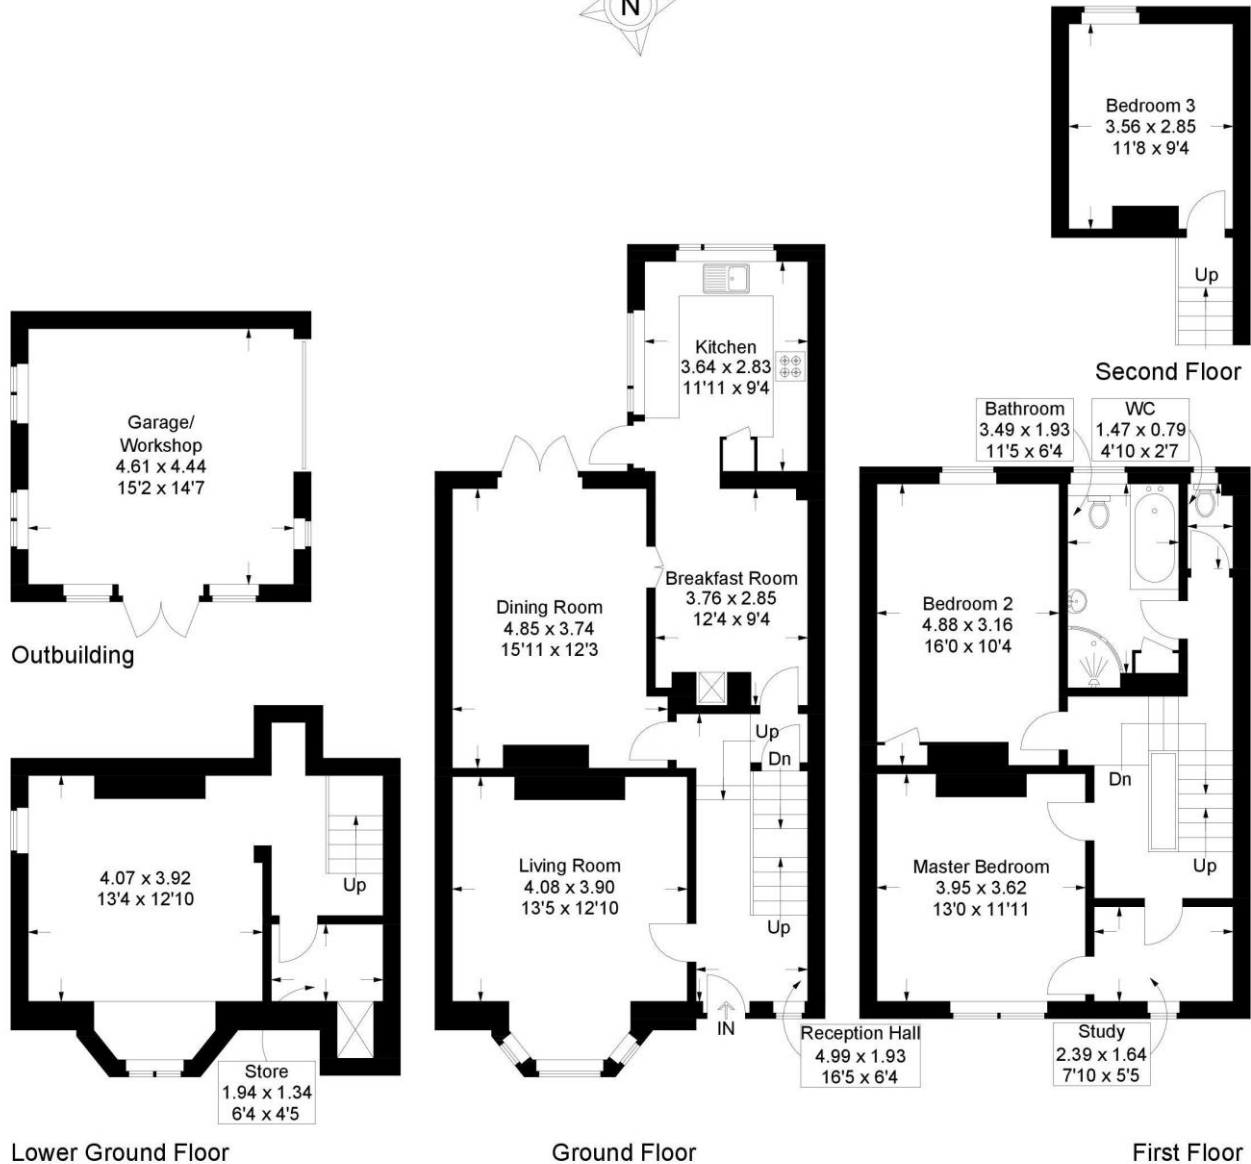 N
Bedroom 3
3.56 x 2.85
11'8 x 9'4
Up
Second Floor
Garage/
Workshop
4.61 x 4.44
15'2 x 14'7
Outbuilding
Kitchen
3.64 x 2.83
11'11 x 9'4
Dining Room
4.85 x 3.74
15'11 x 12'3
Breakfast Room
3.76 x 2.85
12'4 x 9'4
Up
Dn
Living Room
4.08 x 3.90
13'5 x 12'10
Up
IN
Reception Hall
4.99 x 1.93
16'5 x 6'4
Ground Floor
Bathroom
3.49 x 1.93
11'5 x 6'4
WC
1.47 x 0.79
4'10 x 2'7
Bedroom 2
4.88 x 3.16
16'0 x 10'4
Dn
Up
Master Bedroom
3.95 x 3.62
13'0 x 11'11
Study
2.39 x 1.64
7'10 x 5'5
First Floor
4.07 x 3.92
13'4 x 12'10
Up
Store
1.94 x 1.34
6'4 x 4'5
Lower Ground Floor